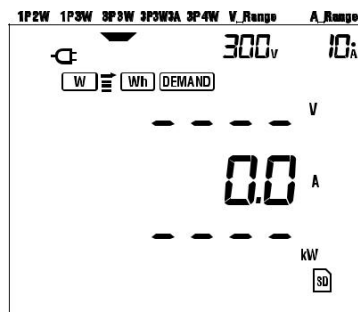 1P2W 1P3W 3P3W 3P3W3A 3P4W V_Range A_Range
300V 10A
W Wh DEMAND
---- V
0.0 A
---- kW
SD